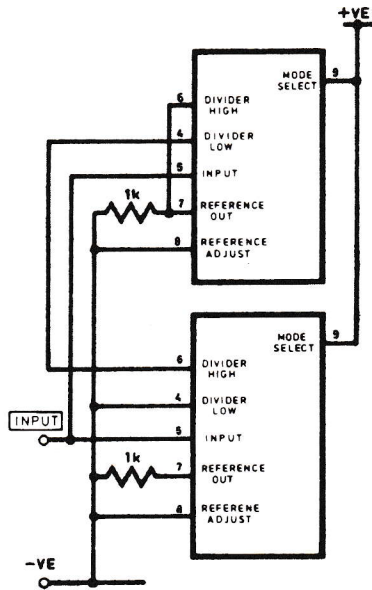 +VE
MODE
SELECT
9
6
DIVIDER
HIGH
4
DIVIDER
LOW
5
INPUT
1k
7
REFERENCE
OUT
8
REFERENCE
ADJUST
MODE
SELECT
9
6
DIVIDER
HIGH
4
DIVIDER
LOW
INPUT
5
INPUT
1k
7
REFERENCE
OUT
8
REFERENE
ADJUST
-VE